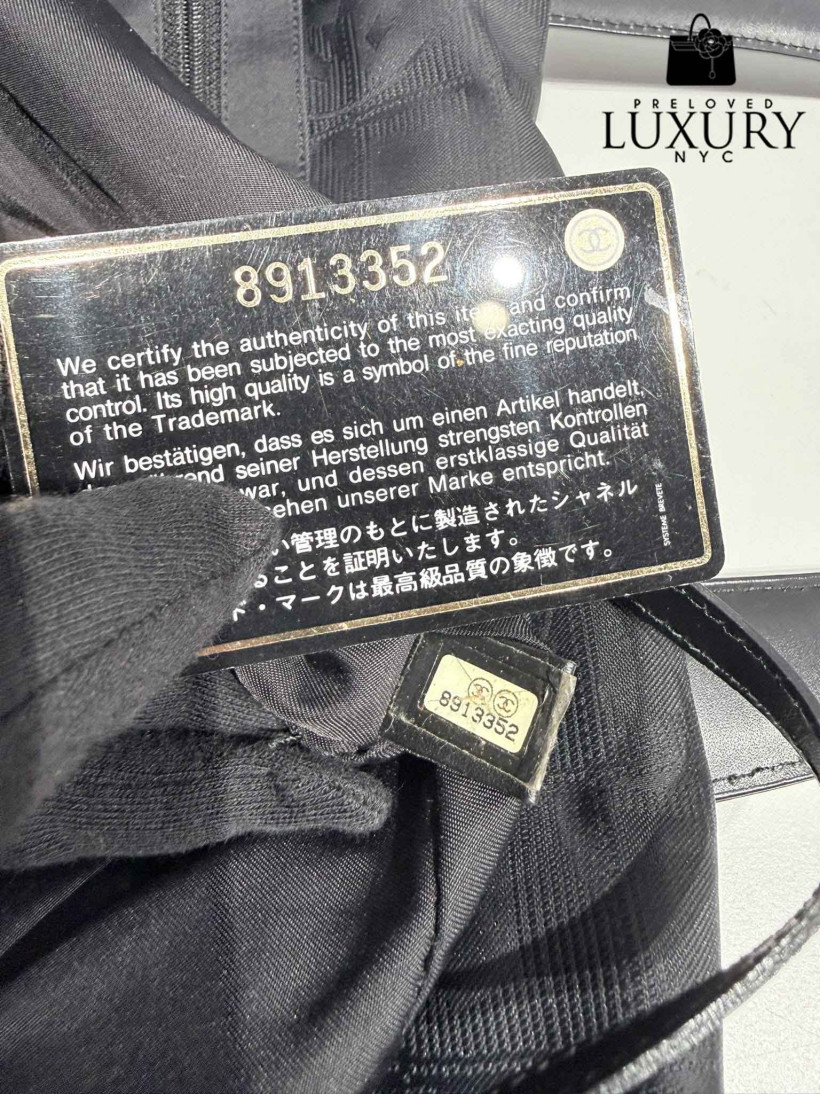 PRELOVED
LUXURY
NYC
8913352
We certify the authenticity of this item and confirm
that it has been subjected to the most exacting quality
control. Its high quality is a symbol of the fine reputation
of the Trademark.
Wir bestätigen, dass es sich um einen Artikel handelt,
seiner Herstellung strengsten Kontrollen
war, und dessen erstklassige Qualität
unserer Marke entspricht.
い管理のもとに製造されたシャネル
ことを証明いたします。
ド・マークは最高級品質の象徴です。
SYSTEME BREVETE
8913352